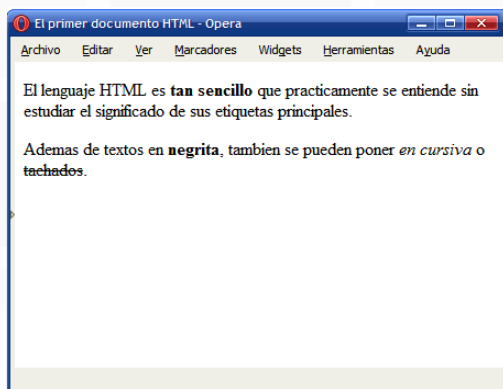 El primer documento HTML - Opera
Archivo Editar Ver Marcadores Widgets Herramientas Ayuda
El lenguaje HTML es tan sencillo que practicamente se entiende sin
estudiar el significado de sus etiquetas principales.
Ademas de textos en negrita, tambien se pueden poner en cursiva o
tachados.